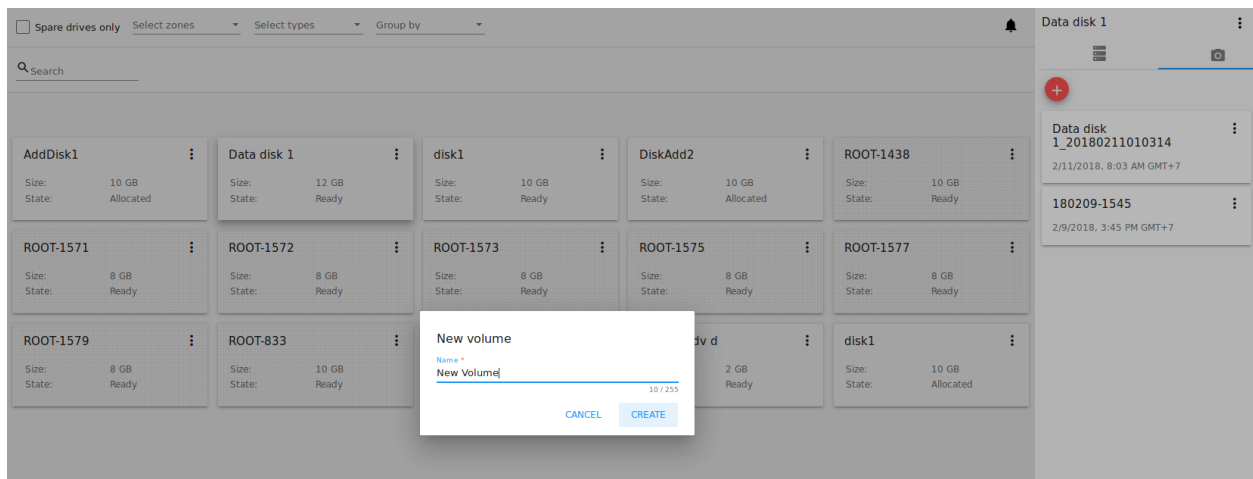 Spare drives only Select zones Select types Group by
Search
AddDisk1
Size: 10 GB
State: Allocated
Data disk 1
Size: 12 GB
State: Ready
disk1
Size: 10 GB
State: Ready
DiskAdd2
Size: 10 GB
State: Allocated
ROOT-1438
Size: 10 GB
State: Ready
ROOT-1571
Size: 8 GB
State: Ready
ROOT-1572
Size: 8 GB
State: Ready
ROOT-1573
Size: 8 GB
State: Ready
ROOT-1575
Size: 8 GB
State: Ready
ROOT-1577
Size: 8 GB
State: Ready
ROOT-1579
Size: 8 GB
State: Ready
ROOT-833
Size: 10 GB
State: Ready
dv d
2 GB
Ready
disk1
Size: 10 GB
State: Allocated
New volume
Name *
New Volume
10 / 255
CANCEL CREATE
Data disk 1
Data disk
1_20180211010314
2/11/2018, 8:03 AM GMT+7
180209-1545
2/9/2018, 3:45 PM GMT+7